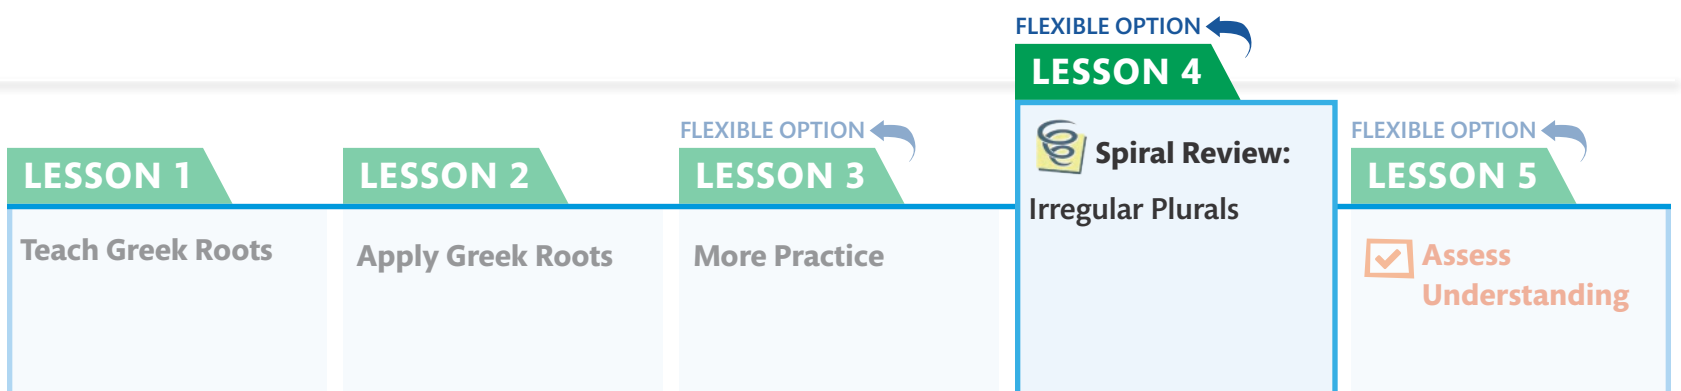 FLEXIBLE OPTION
LESSON 4
FLEXIBLE OPTION
FLEXIBLE OPTION
LESSON 1
LESSON 2
LESSON 3
LESSON 5
Spiral Review:
Irregular Plurals
Teach Greek Roots
Apply Greek Roots
More Practice
Assess
Understanding